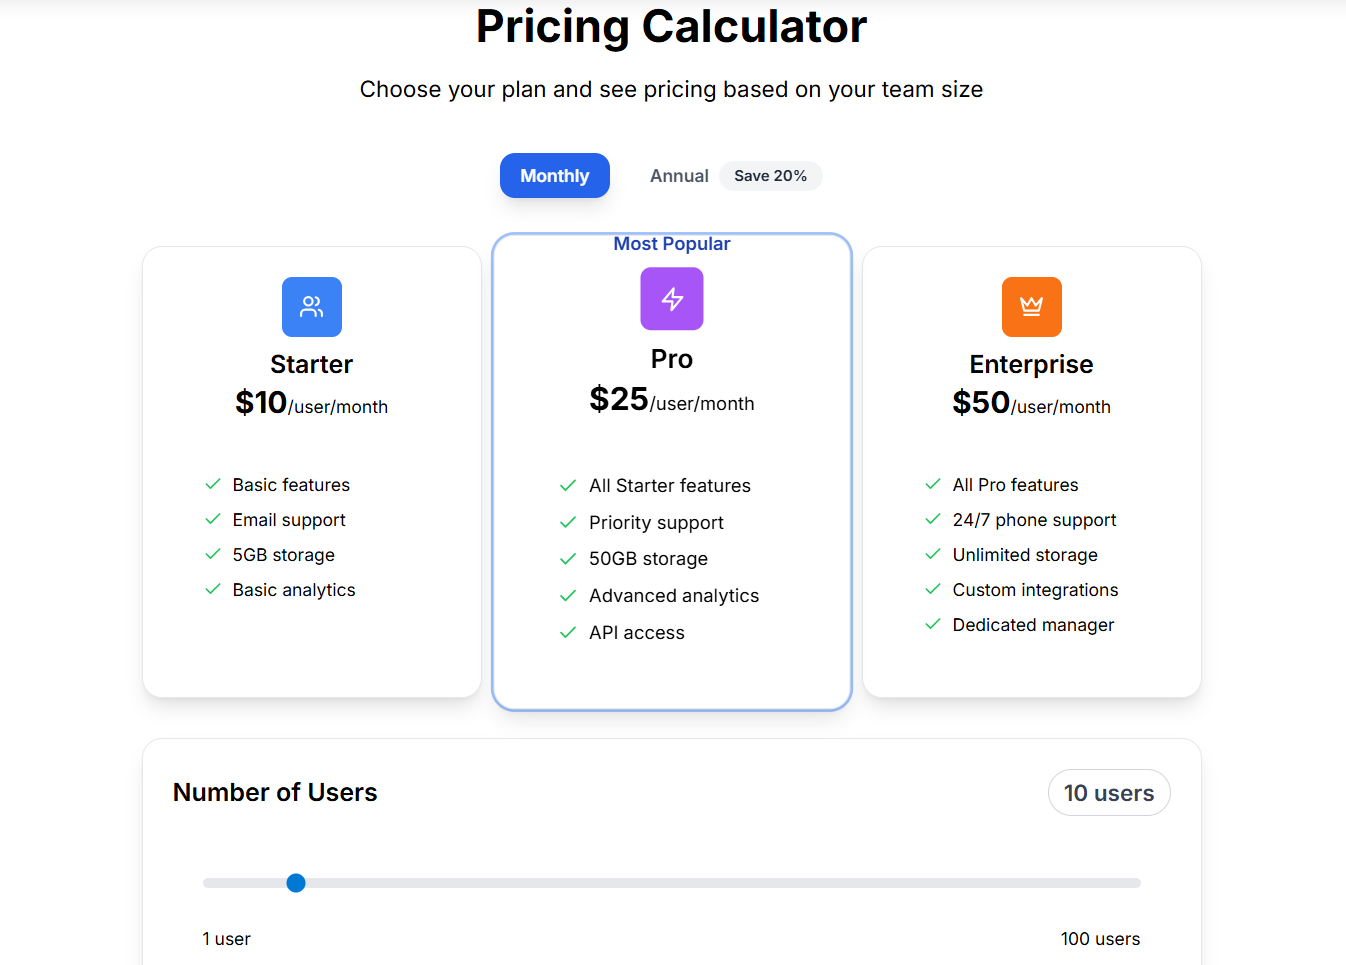 Pricing Calculator
Choose your plan and see pricing based on your team size
Monthly
Annual Save 20%
Starter
$10/user/month
Basic features
Email support
5GB storage
Basic analytics
Most Popular
Pro
$25/user/month
All Starter features
Priority support
50GB storage
Advanced analytics
API access
Enterprise
$50/user/month
All Pro features
24/7 phone support
Unlimited storage
Custom integrations
Dedicated manager
Number of Users
10 users
1 user
100 users